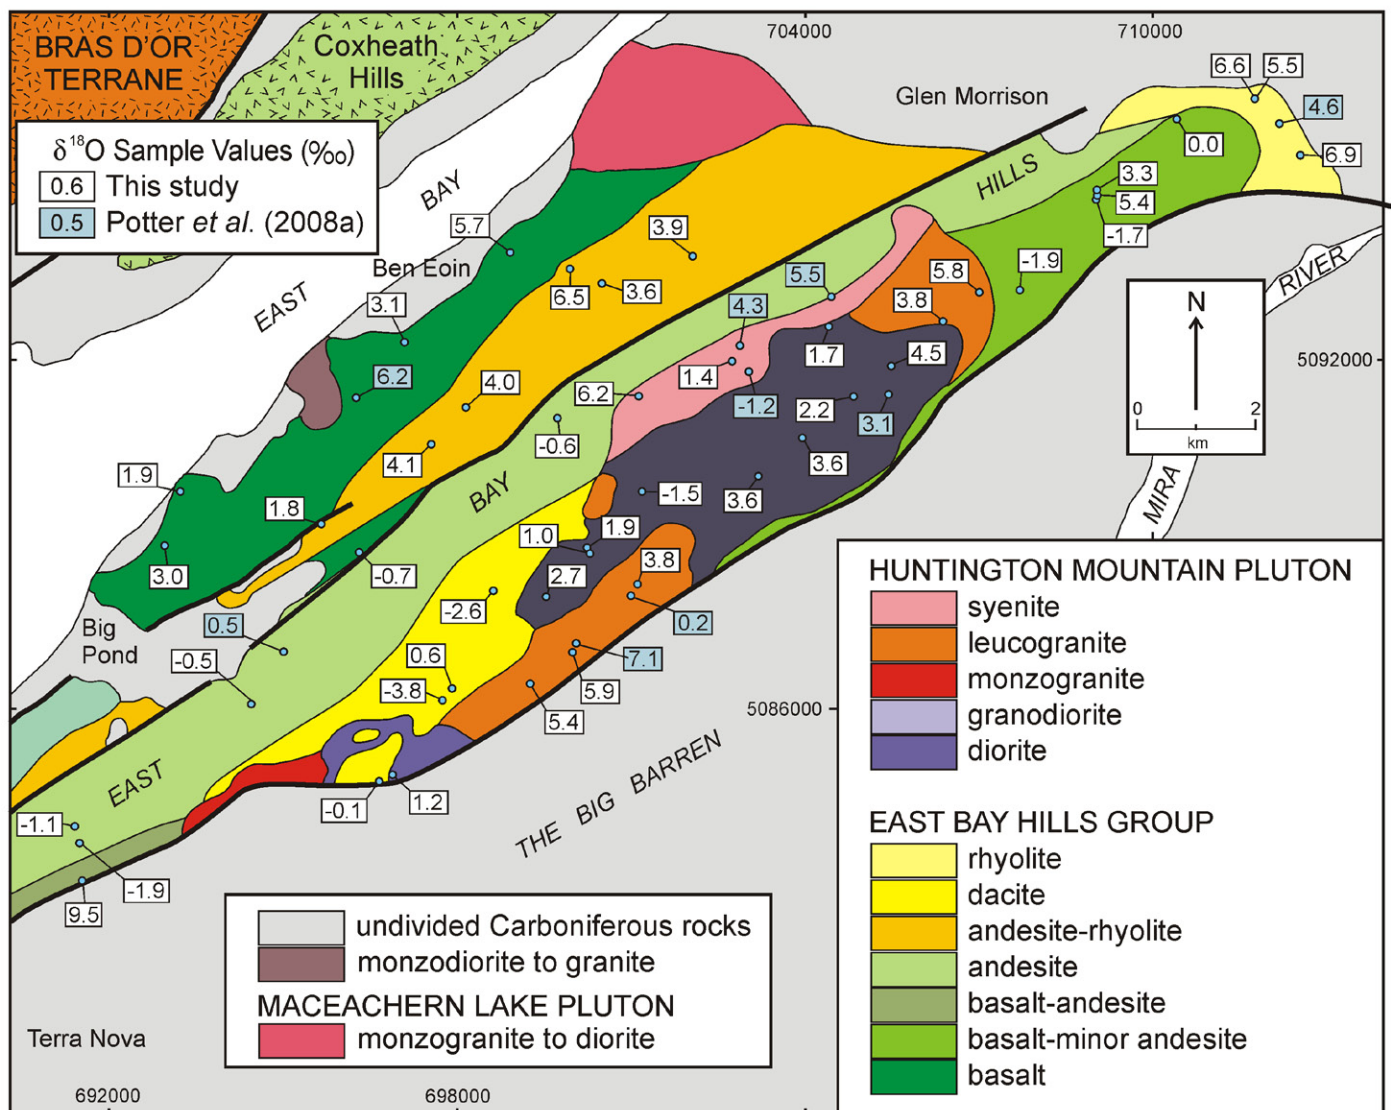 BRAS D'OR
TERRANE
Coxheath
Hills
704000
710000
6.6
5.5
4.6
Glen Morrison
δ¹⁸O Sample Values (‰)
0.6 This study
0.5 Potter et al. (2008a)
0.0
6.9
HILLS
3.3
5.4
-1.7
BAY
5.7
3.9
Ben Eoin
6.5
3.6
5.5
5.8
-1.9
RIVER
EAST
3.1
4.3
3.8
N
1.7
4.5
5092000
6.2
4.0
1.4
6.2
-1.2
2.2
3.1
0 2
km
-0.6
4.1
3.6
1.9
BAY
-1.5
3.6
MIRA
1.8
1.0
1.9
3.0
-0.7
2.7
3.8
-2.6
0.2
0.5
Big
Pond
-0.5
0.6
7.1
-3.8
5.9
5.4
5086000
EAST
THE BIG BARREN
-0.1
1.2
-1.1
-1.9
9.5
HUNTINGTON MOUNTAIN PLUTON
syenite
leucogranite
monzogranite
granodiorite
diorite
EAST BAY HILLS GROUP
rhyolite
dacite
andesite-rhyolite
andesite
basalt-andesite
basalt-minor andesite
basalt
undivided Carboniferous rocks
monzodiorite to granite
MACEACHERN LAKE PLUTON
monzogranite to diorite
Terra Nova
692000
698000